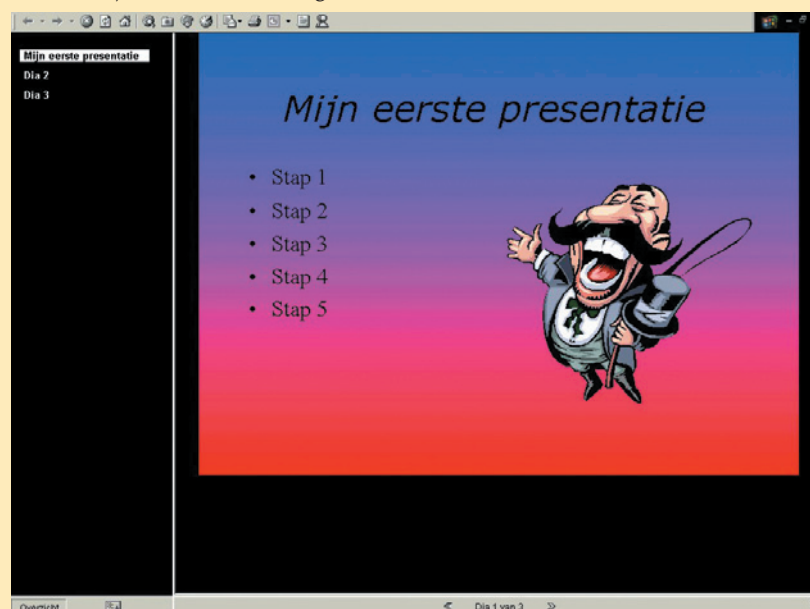 Mijn eerste presentatie
Dia 2
Dia 3
Mijn eerste presentatie
• Stap 1
• Stap 2
• Stap 3
• Stap 4
• Stap 5
Overzicht
Dia 1 van 3